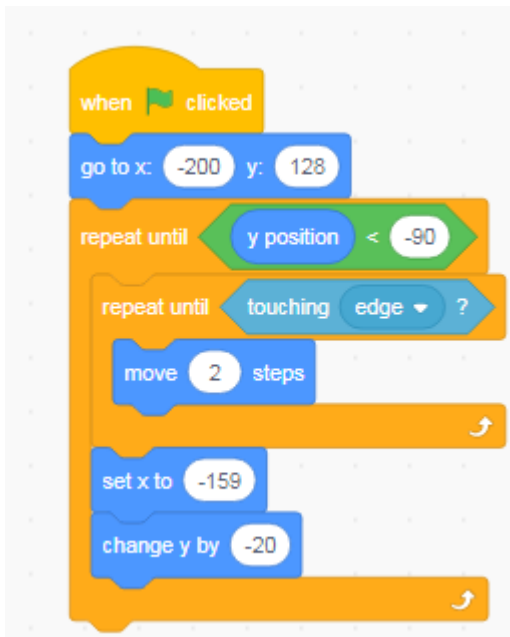 when clicked
go to x: -200 y: 128
repeat until y position < -90
repeat until touching edge ?
move 2 steps
set x to -159
change y by -20